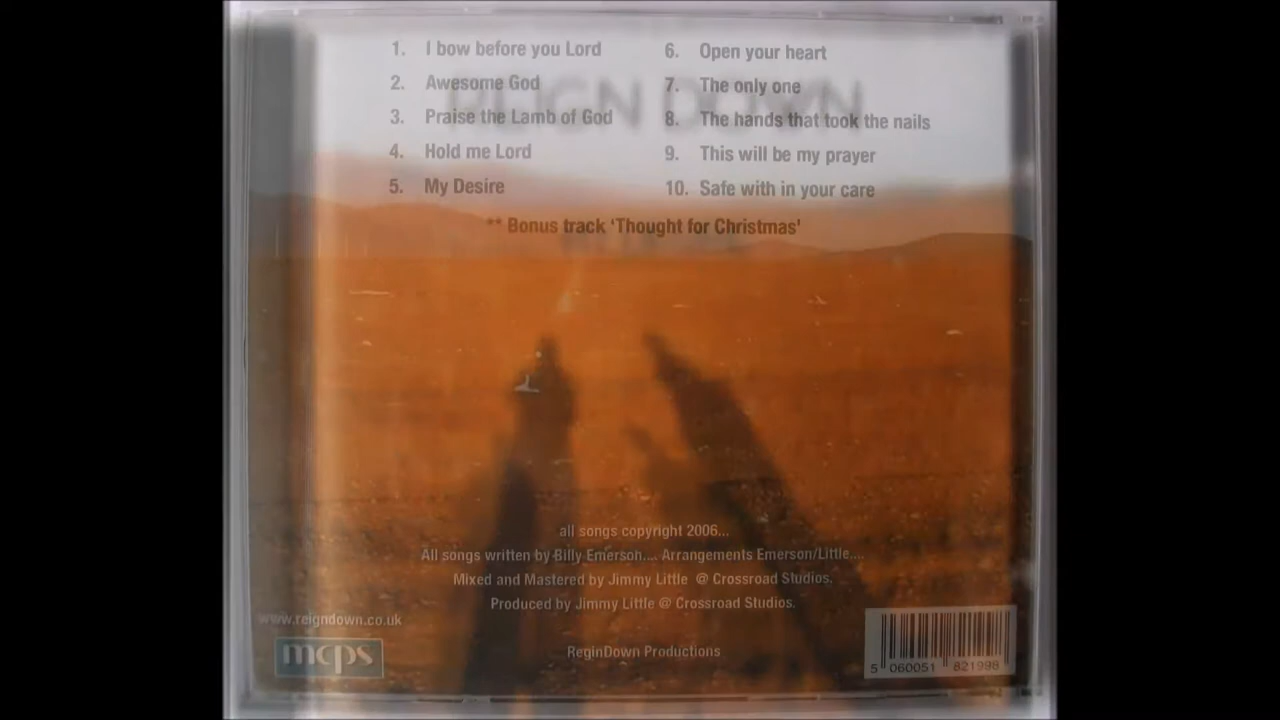 REIGN DOWN
1. I bow before you Lord
2. Awesome God
3. Praise the Lamb of God
4. Hold me Lord
5. My Desire
6. Open your heart
7. The only one
8. The hands that took the nails
9. This will be my prayer
10. Safe with in your care
** Bonus track ‘Thought for Christmas’
all songs copyright 2006...
All songs written by Billy Emerson.... Arrangements Emerson/Little....
Mixed and Mastered by Jimmy Little @ Crossroad Studios.
Produced by Jimmy Little @ Crossroad Studios.
www.reigndown.co.uk
mcps
ReginDown Productions
5 060051 821998